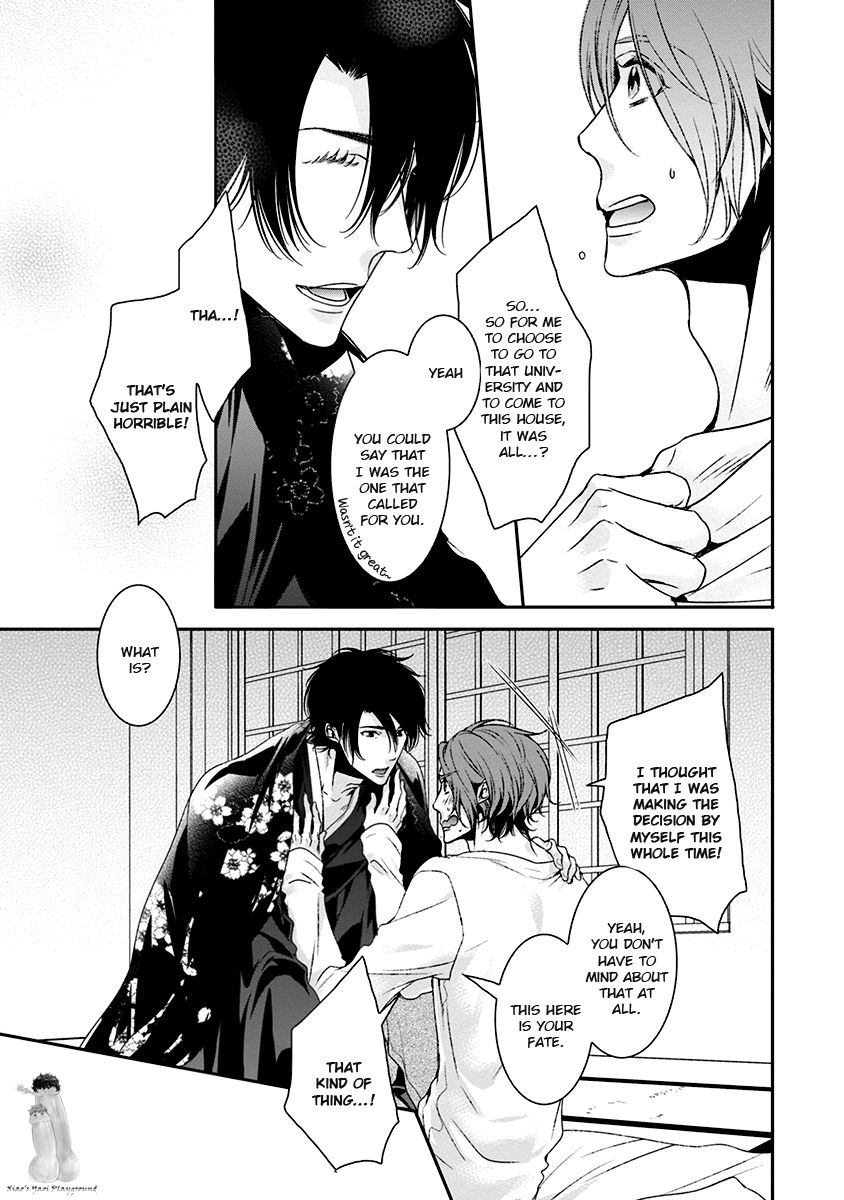 SO...
SO FOR ME
TO CHOOSE
TO GO TO
THAT UNIV-
ERSITY AND
TO COME TO
THIS HOUSE,
IT WAS
ALL...?
YEAH
YOU COULD
SAY THAT
I WAS THE
ONE THAT
CALLED
FOR YOU.
Wasn't it great~
THA...!
THAT'S
JUST PLAIN
HORRIBLE!
I THOUGHT
THAT I WAS
MAKING THE
DECISION BY
MYSELF THIS
WHOLE TIME!
WHAT
IS?
YEAH,
YOU DON'T
HAVE TO
MIND ABOUT
THAT AT
ALL.
THIS HERE
IS YOUR
FATE.
THAT
KIND OF
THING...!
Xiao's Yaoi Playground